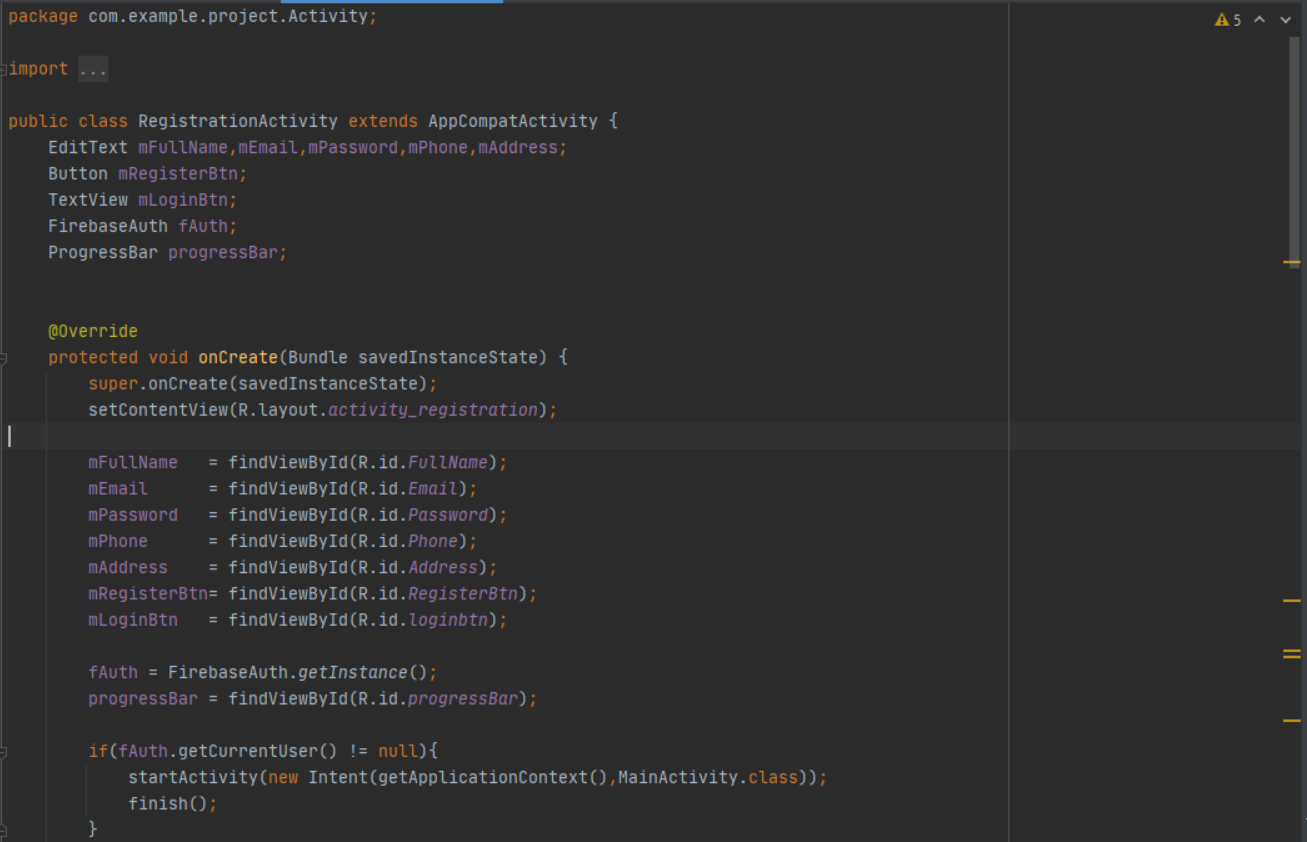 package com.example.project.Activity;
5
import ...
public class RegistrationActivity extends AppCompatActivity {
    EditText mFullName,mEmail,mPassword,mPhone,mAddress;
    Button mRegisterBtn;
    TextView mLoginBtn;
    FirebaseAuth fAuth;
    ProgressBar progressBar;
    @Override
    protected void onCreate(Bundle savedInstanceState) {
        super.onCreate(savedInstanceState);
        setContentView(R.layout.activity_registration);
        mFullName   = findViewById(R.id.FullName);
        mEmail      = findViewById(R.id.Email);
        mPassword   = findViewById(R.id.Password);
        mPhone      = findViewById(R.id.Phone);
        mAddress    = findViewById(R.id.Address);
        mRegisterBtn= findViewById(R.id.RegisterBtn);
        mLoginBtn   = findViewById(R.id.loginbtn);
        fAuth = FirebaseAuth.getInstance();
        progressBar = findViewById(R.id.progressBar);
        if(fAuth.getCurrentUser() != null){
            startActivity(new Intent(getApplicationContext(),MainActivity.class));
            finish();
        }